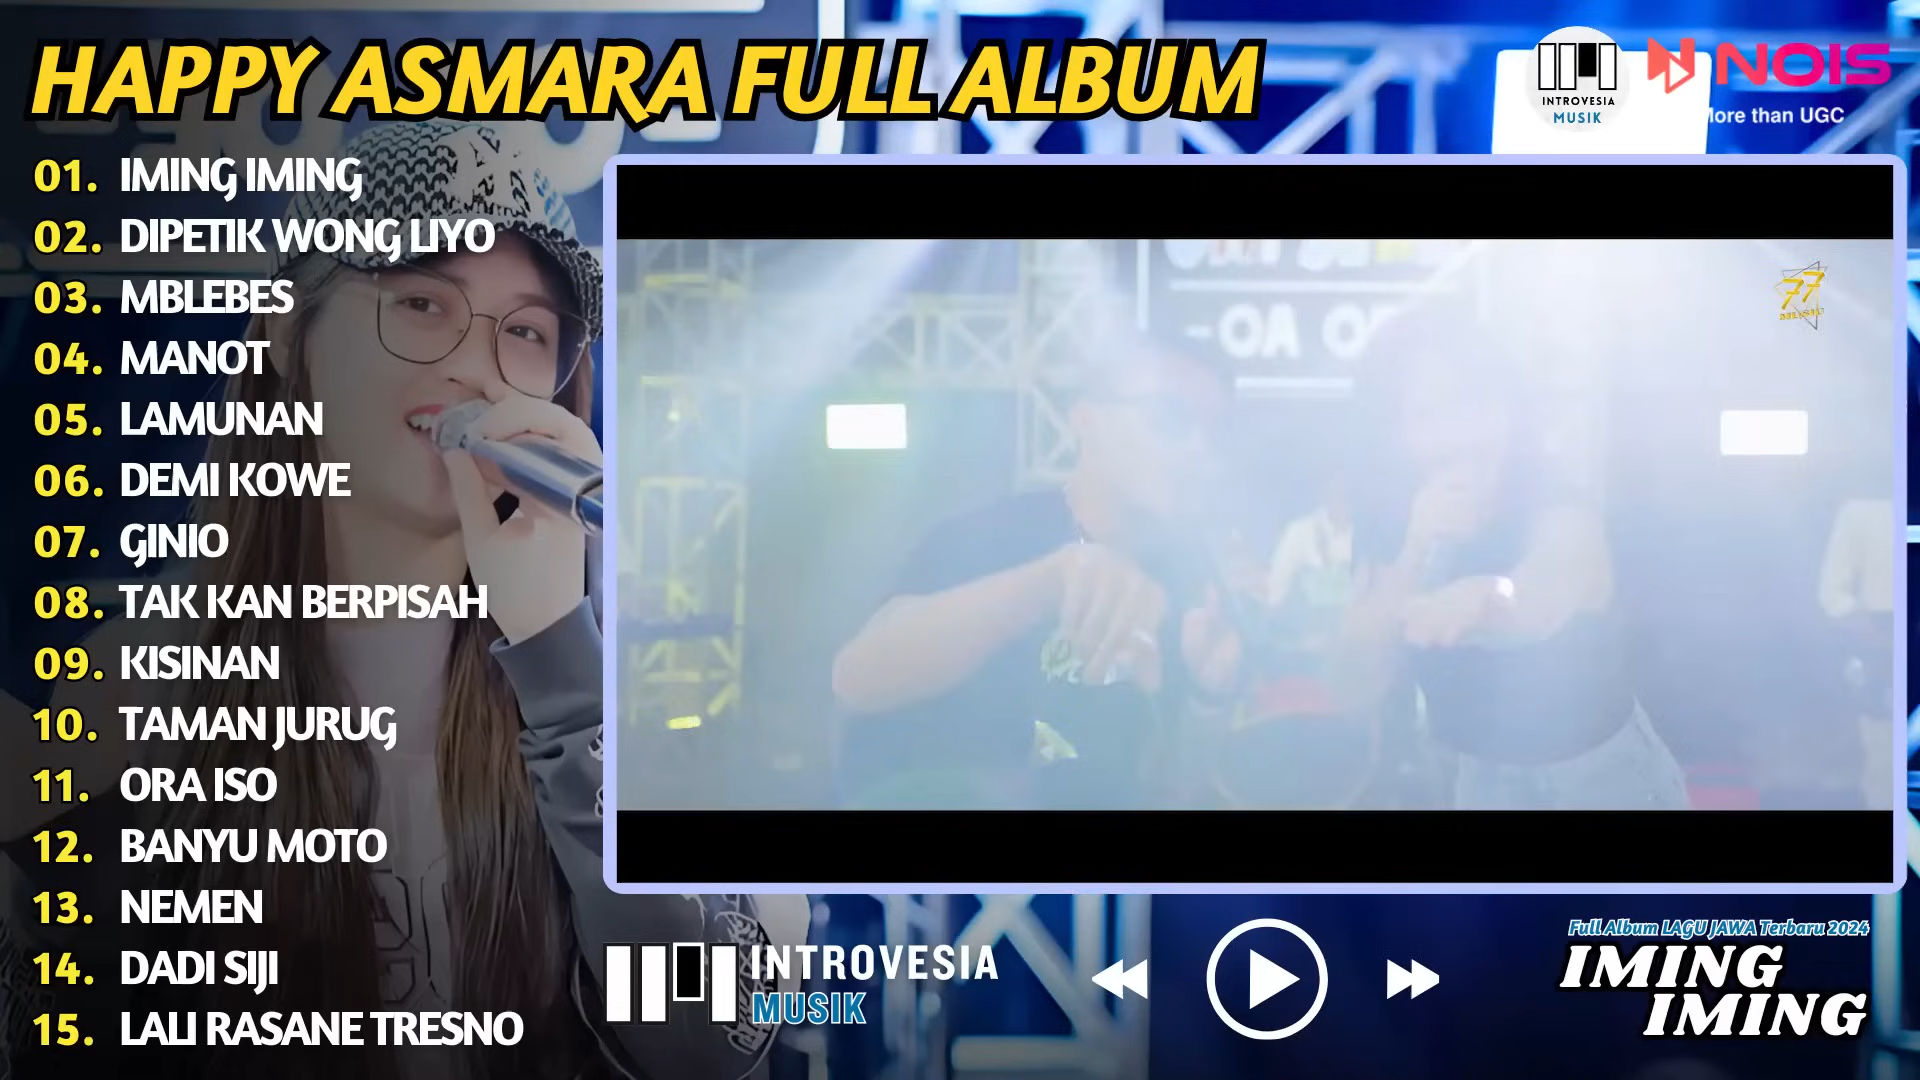 HAPPY ASMARA FULL ALBUM
INTROVESIA
MUSIK
NOIS
More than UGC
01. IMING IMING
02. DIPETIK WONG LIYO
03. MBLEBES
04. MANOT
05. LAMUNAN
06. DEMI KOWE
07. GINIO
08. TAK KAN BERPISAH
09. KISINAN
10. TAMAN JURUG
11. ORA ISO
12. BANYU MOTO
13. NEMEN
14. DADI SIJI
15. LALI RASANE TRESNO
77
INTROVESIA
MUSIK
Full Album LAGU JAWA Terbaru 2024
IMING
IMING